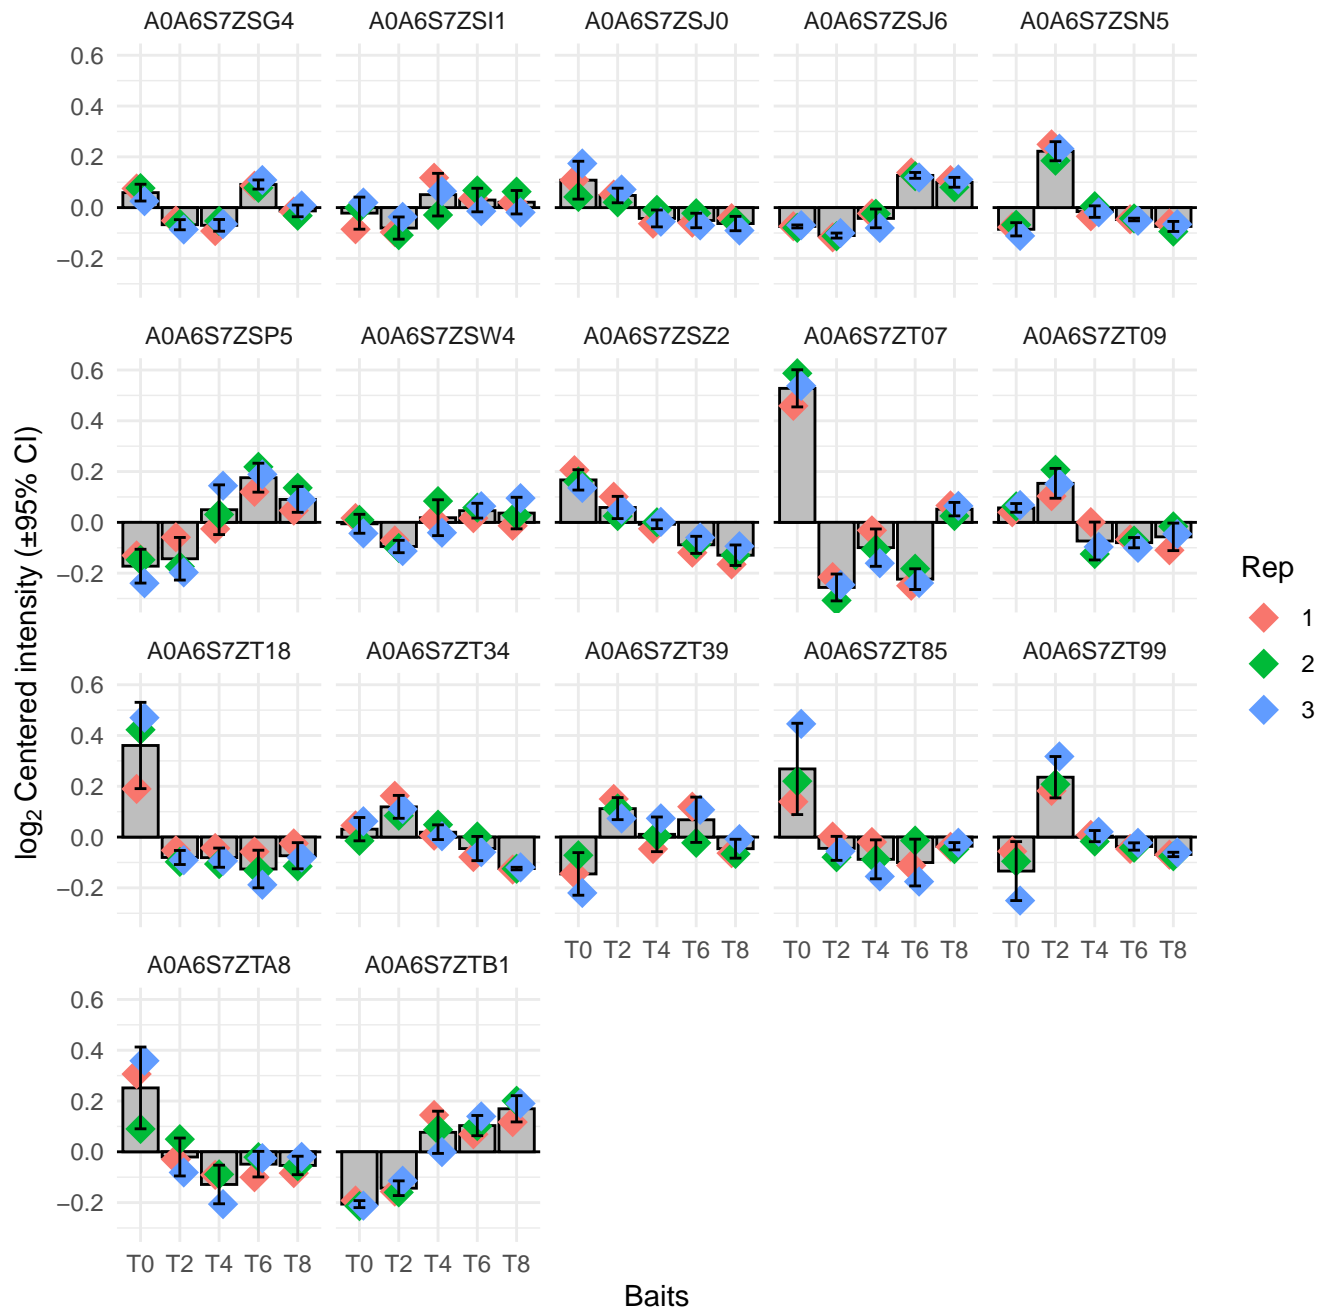 A0A6S7ZSG4 A0A6S7ZSI1 A0A6S7ZSJ0 A0A6S7ZSJ6 A0A6S7ZSN5
0.6
0.4
0.2
0.0
−0.2
A0A6S7ZSP5 A0A6S7ZSW4 A0A6S7ZSZ2 A0A6S7ZT07 A0A6S7ZT09
0.6
0.4
0.2
0.0
−0.2
log2 Centered intensity (±95% CI)
Rep
1
2
3
A0A6S7ZT18 A0A6S7ZT34 A0A6S7ZT39 A0A6S7ZT85 A0A6S7ZT99
0.6
0.4
0.2
0.0
−0.2
T0 T2 T4 T6 T8 T0 T2 T4 T6 T8 T0 T2 T4 T6 T8
A0A6S7ZTA8 A0A6S7ZTB1
0.6
0.4
0.2
0.0
−0.2
T0 T2 T4 T6 T8 T0 T2 T4 T6 T8
Baits